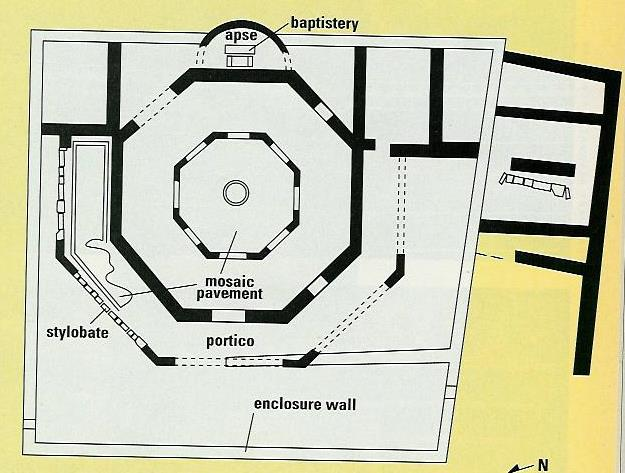 baptistery
apse
mosaic
pavement
stylobate
portico
enclosure wall
N